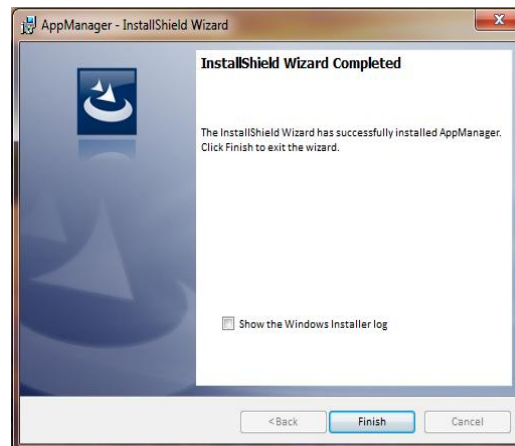 AppManager - InstallShield Wizard
X
InstallShield Wizard Completed
The InstallShield Wizard has successfully installed AppManager.
Click Finish to exit the wizard.
Show the Windows Installer log
<Back
Finish
Cancel